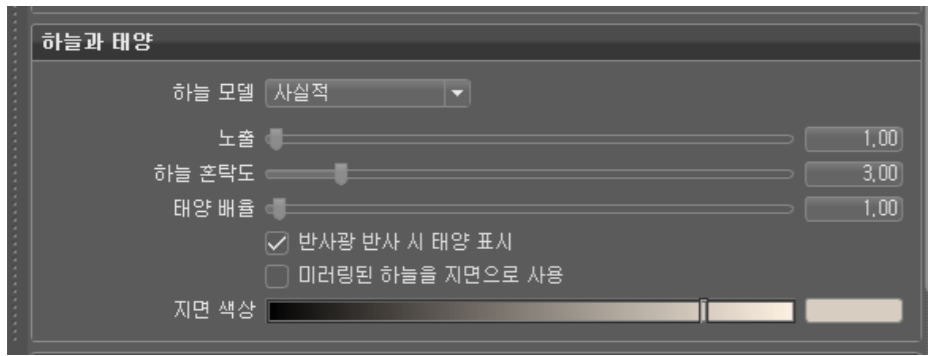 하늘과 태양
하늘 모델 사실적
노출 1,00
하늘 혼탁도 3,00
태양 배율 1,00
반사광 반사 시 태양 표시
미러링된 하늘을 지면으로 사용
지면 색상